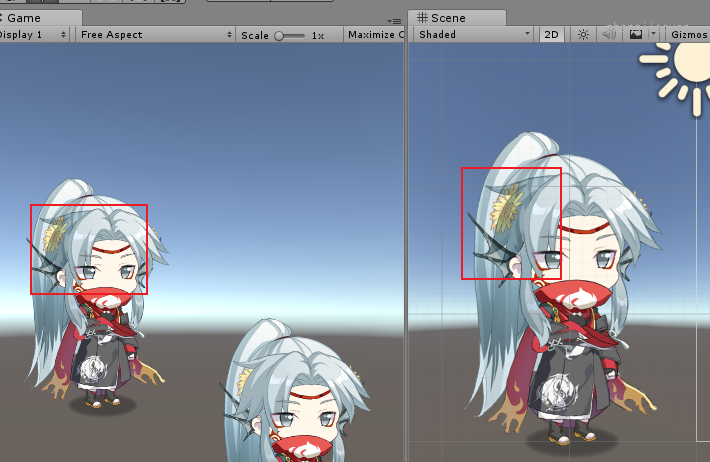 Game
Display 1
Free Aspect
Scale
1x
Maximize
Scene
Shaded
2D
Gizmos